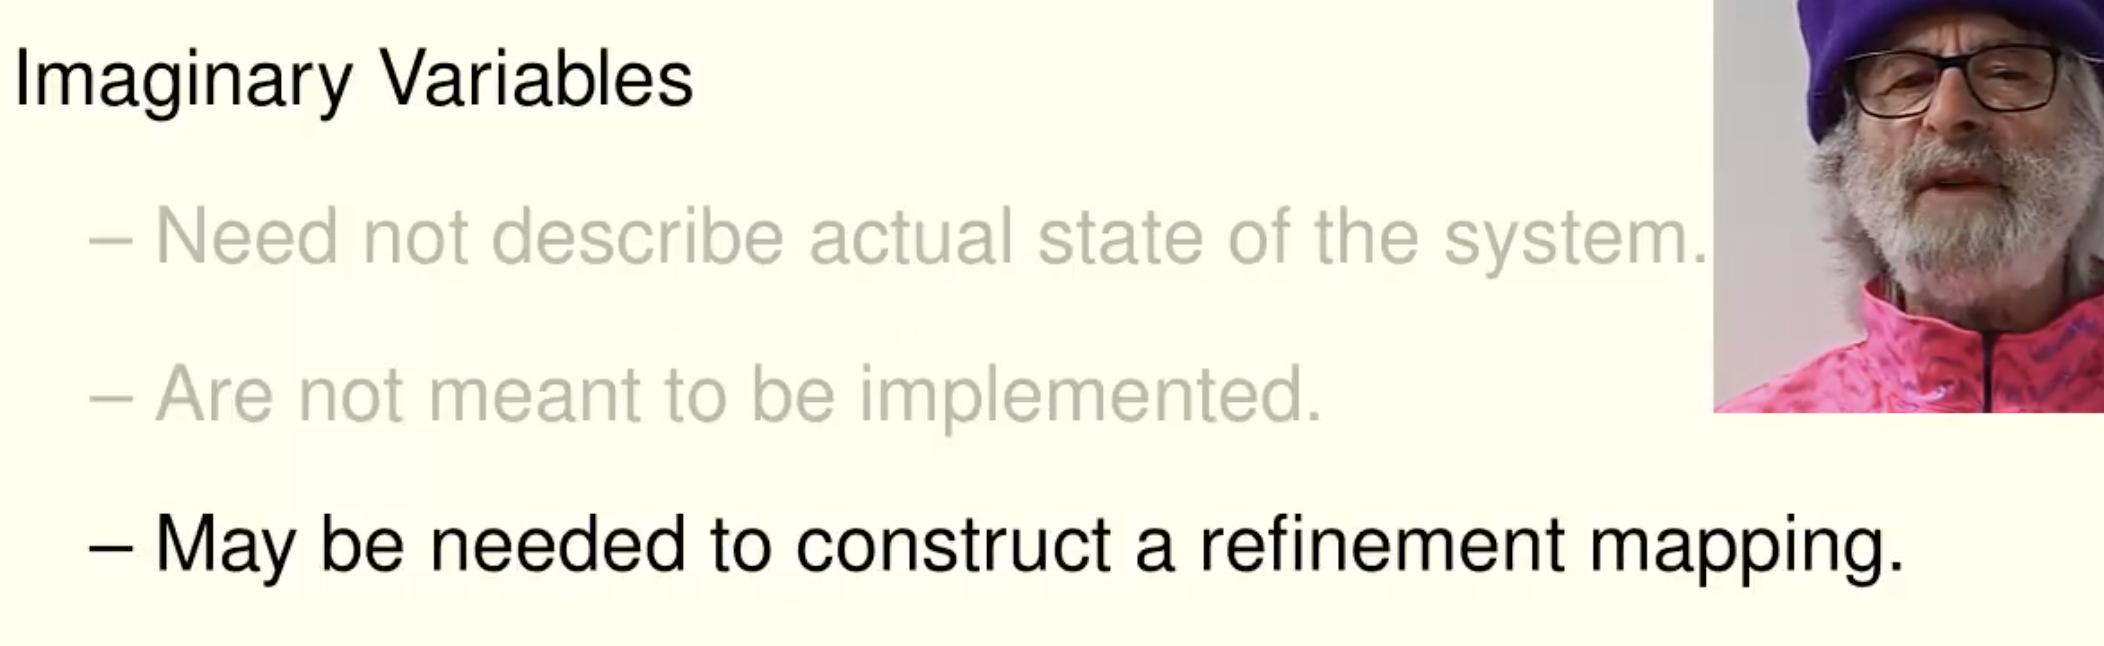 Imaginary Variables
– Need not describe actual state of the system.
– Are not meant to be implemented.
– May be needed to construct a refinement mapping.